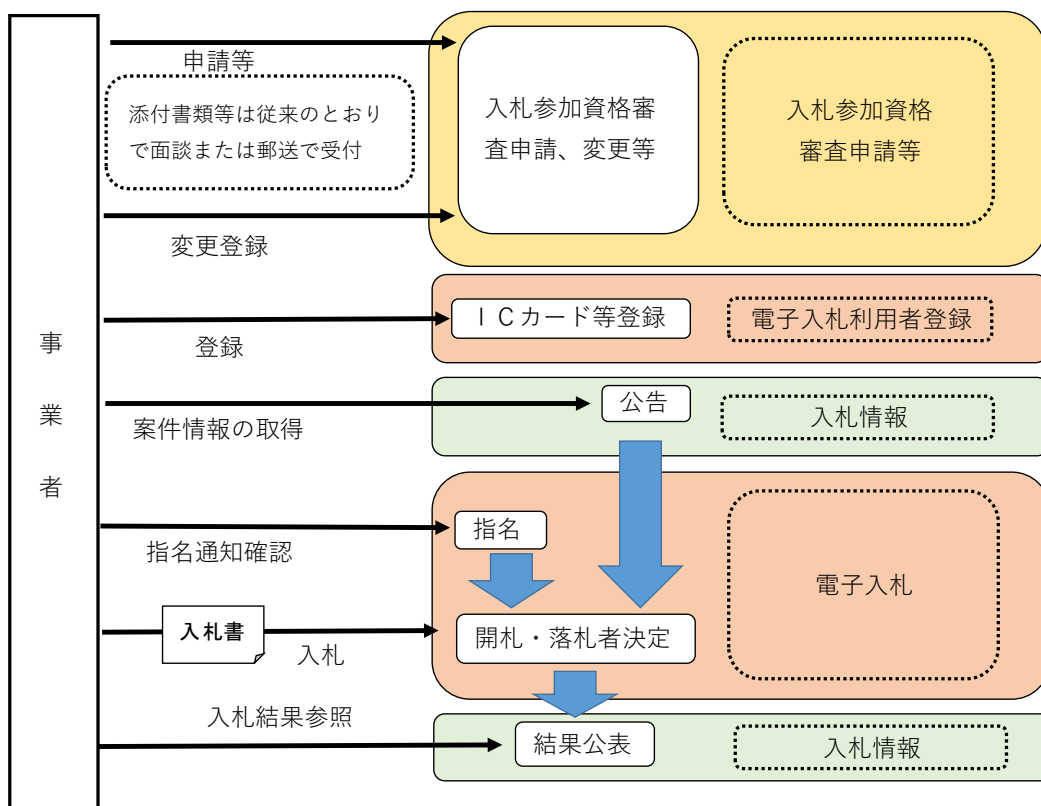 事
業
者
申請等
添付書類等は従来のとおり
で面談または郵送で受付
変更登録
入札参加資格審
査申請、変更等
入札参加資格
審査申請等
登録
ＩＣカード等登録
電子入札利用者登録
案件情報の取得
公告
入札情報
指名通知確認
指名
電子入札
入札書
入札
開札・落札者決定
入札結果参照
結果公表
入札情報